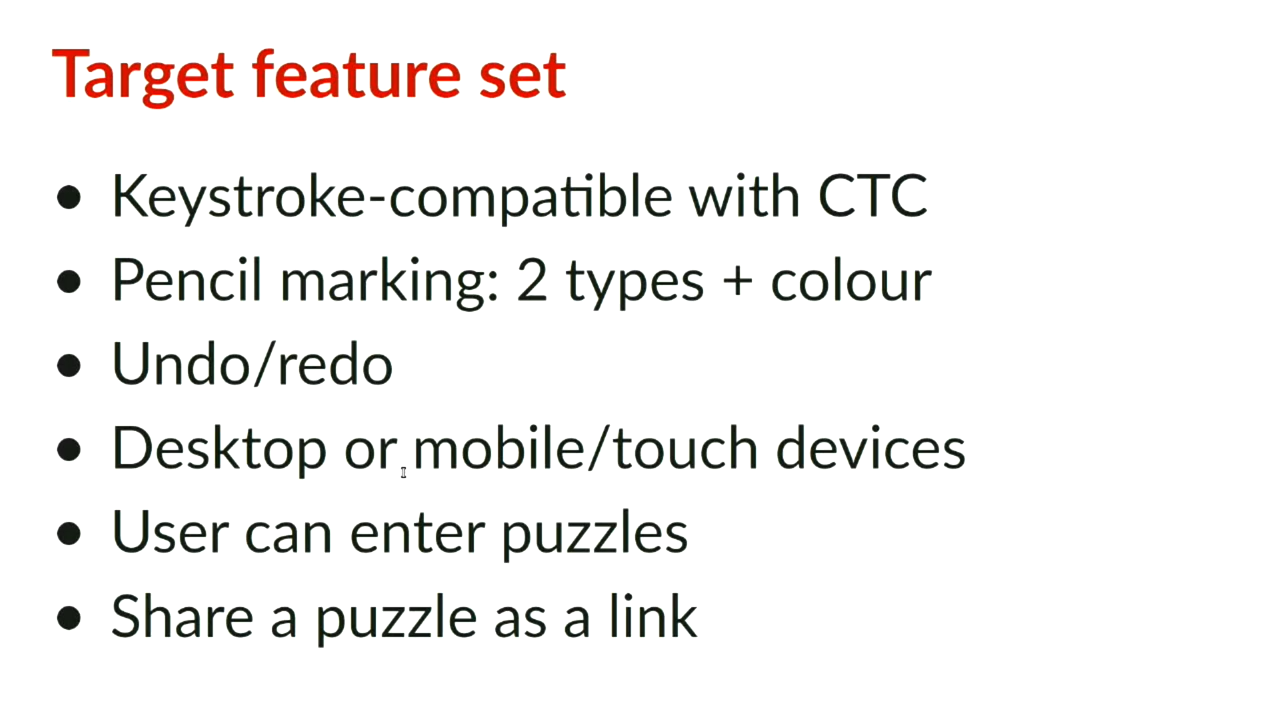 Target feature set
• Keystroke-compatible with CTC
• Pencil marking: 2 types + colour
• Undo/redo
• Desktop or mobile/touch devices
• User can enter puzzles
• Share a puzzle as a link